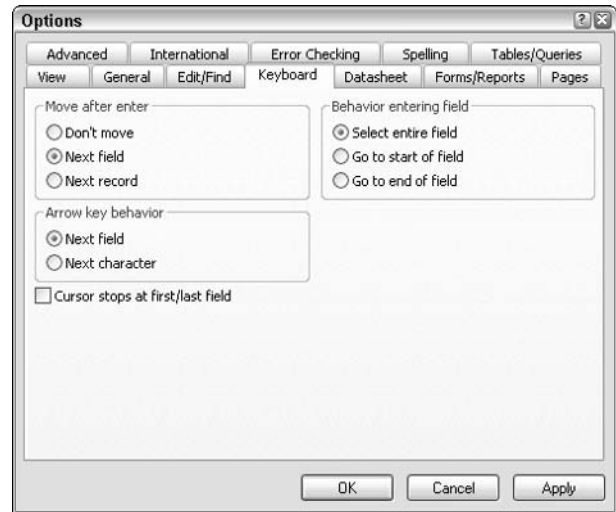 Options
Advanced International Error Checking Spelling Tables/Queries
View General Edit/Find Keyboard Datasheet Forms/Reports Pages
Move after enter
Don't move
Next field
Next record
Behavior entering field
Select entire field
Go to start of field
Go to end of field
Arrow key behavior
Next field
Next character
Cursor stops at first/last field
OK Cancel Apply